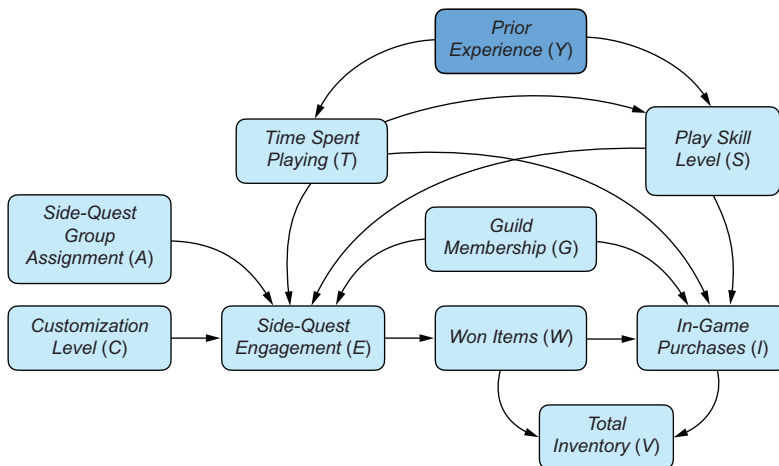 Prior
Experience (Y)
Time Spent
Playing (T)
Play Skill
Level (S)
Side-Quest
Group
Assignment (A)
Guild
Membership (G)
Customization
Level (C)
Side-Quest
Engagement (E)
Won Items (W)
In-Game
Purchases (I)
Total
Inventory (V)